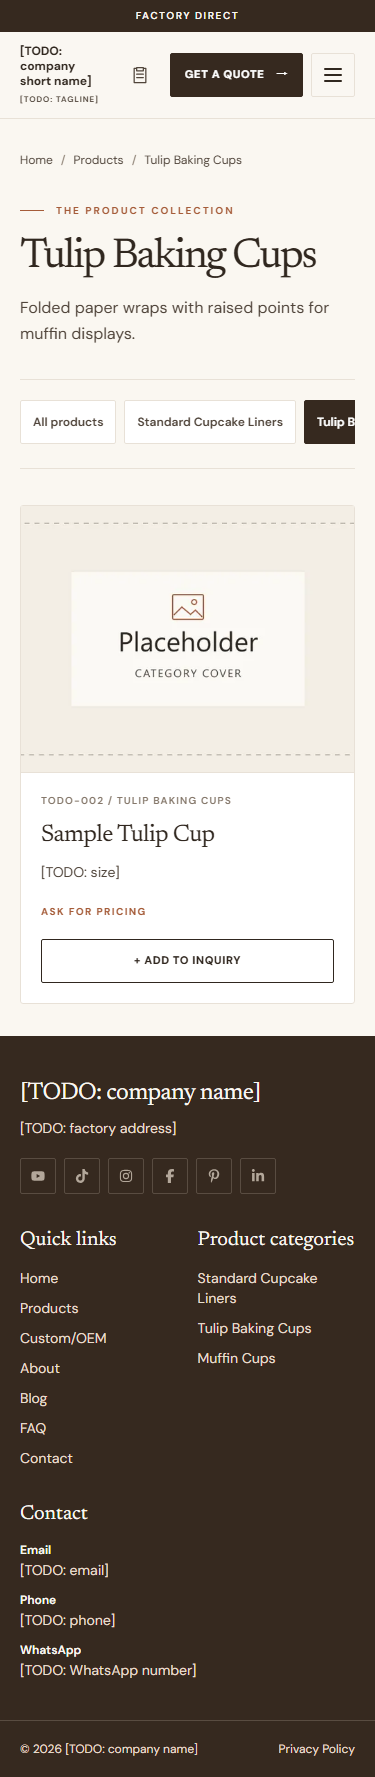 FACTORY DIRECT
[TODO:
company
short name]
[TODO: TAGLINE]
GET A QUOTE →
Home / Products / Tulip Baking Cups
THE PRODUCT COLLECTION
Tulip Baking Cups
Folded paper wraps with raised points for
muffin displays.
All products
Standard Cupcake Liners
Tulip B
Placeholder
CATEGORY COVER
TODO-002 / TULIP BAKING CUPS
Sample Tulip Cup
[TODO: size]
ASK FOR PRICING
+ ADD TO INQUIRY
[TODO: company name]
[TODO: factory address]
Quick links
Home
Products
Custom/OEM
About
Blog
FAQ
Contact
Product categories
Standard Cupcake
Liners
Tulip Baking Cups
Muffin Cups
Contact
Email
[TODO: email]
Phone
[TODO: phone]
WhatsApp
[TODO: WhatsApp number]
© 2026 [TODO: company name]
Privacy Policy